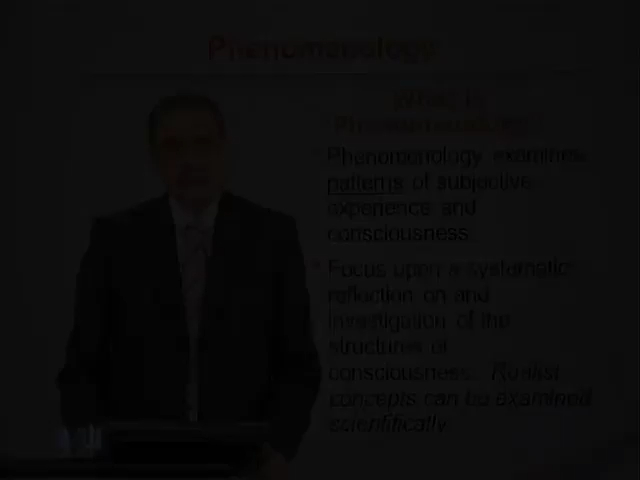 Phenomenology
What is
Phenomenology
Phenomenology examines
patterns of subjective
experience and
consciousness.
Focus upon a systematic
reflection on and
investigation of the
structures of
consciousness. Realist
concepts can be examined
scientifically.